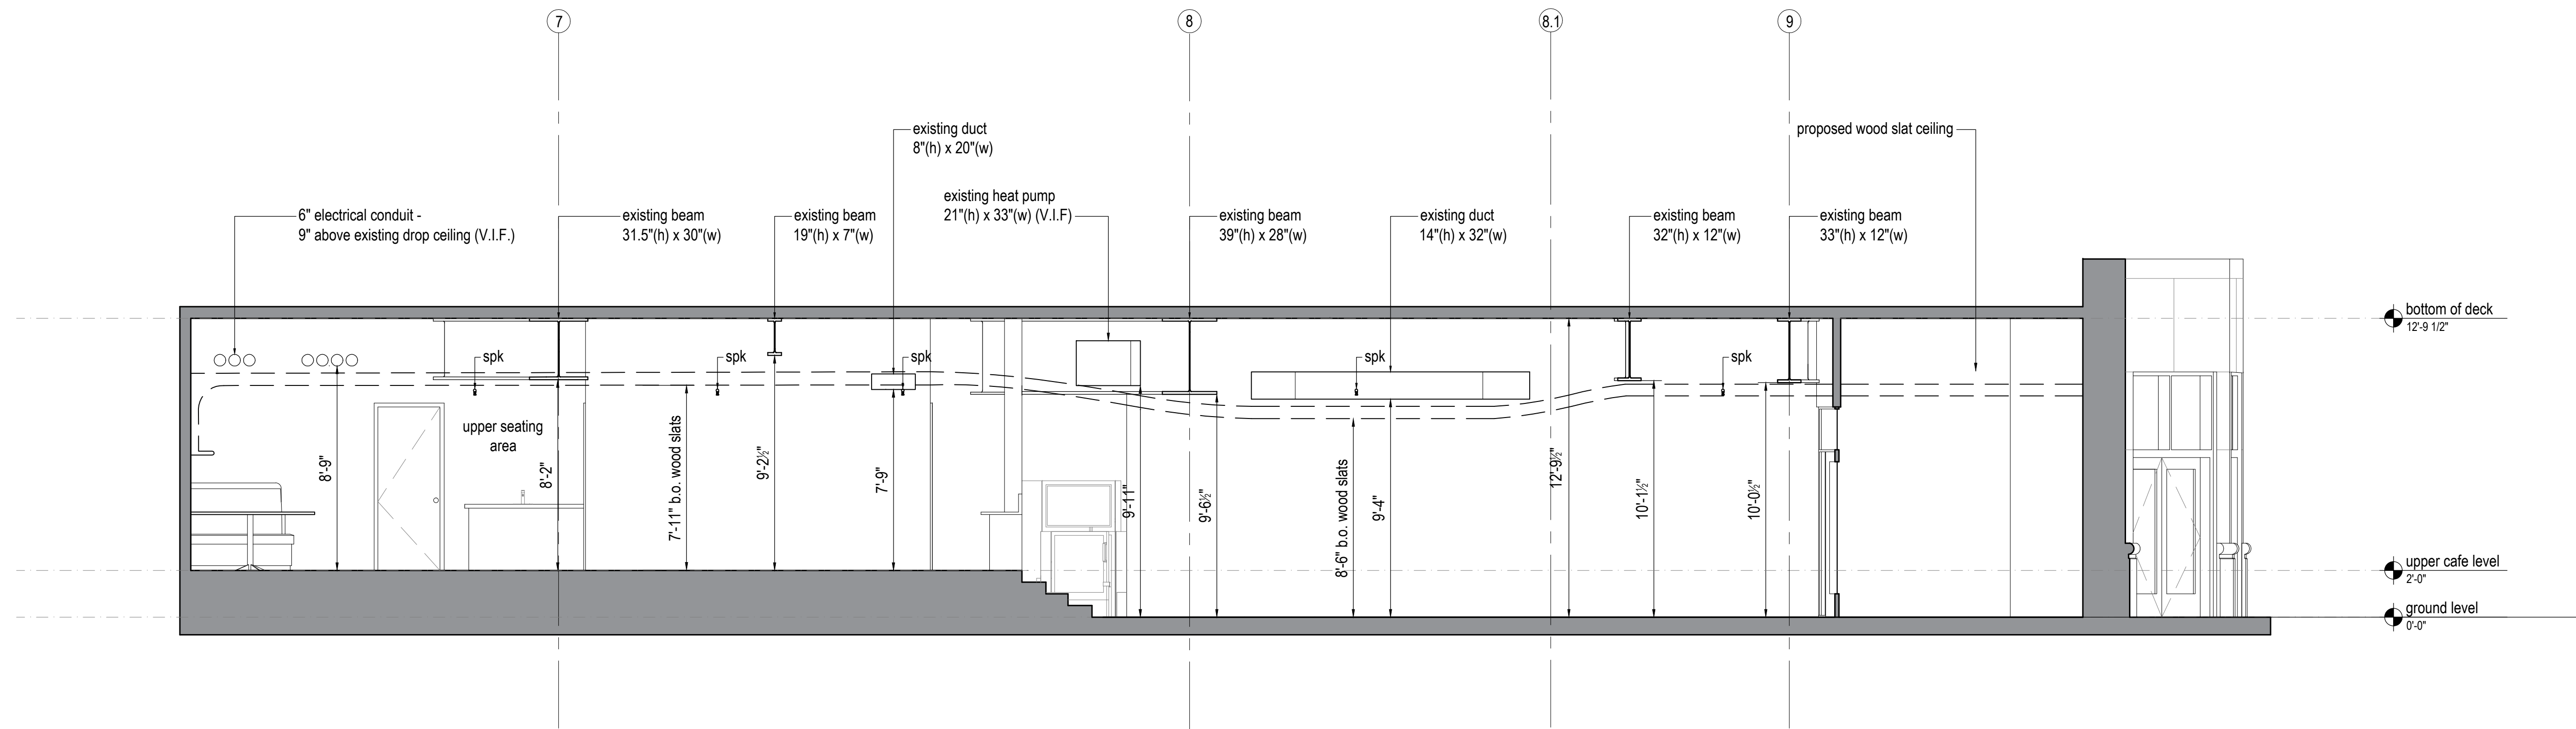 7
8
8.1
9
existing duct
8"(h) x 20"(w)
proposed wood slat ceiling
existing heat pump
21"(h) x 33"(w) (V.I.F)
6" electrical conduit -
9" above existing drop ceiling (V.I.F.)
existing beam
31.5"(h) x 30"(w)
existing beam
19"(h) x 7"(w)
existing beam
39"(h) x 28"(w)
existing duct
14"(h) x 32"(w)
existing beam
32"(h) x 12"(w)
existing beam
33"(h) x 12"(w)
bottom of deck
12'-9 1/2"
spk
spk
spk
spk
spk
upper seating
area
8'-9"
8'-2"
7'-11" b.o. wood slats
9'-2½"
7'-9"
9'-11"
9'-6½"
8'-6" b.o. wood slats
9'-4"
12'-9½"
10'-1½"
10'-0½"
upper cafe level
2'-0"
ground level
0'-0"